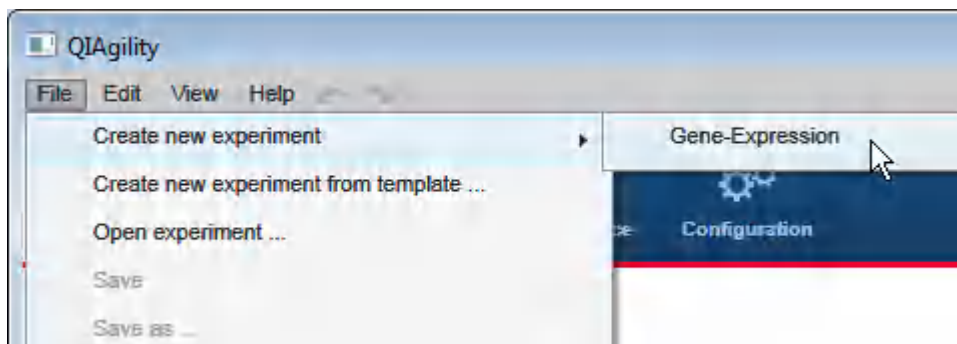 QIAgility
File Edit View Help
Create new experiment Gene-Expression
Create new experiment from template ...
Open experiment ...
Configuration
Save
Save as ...